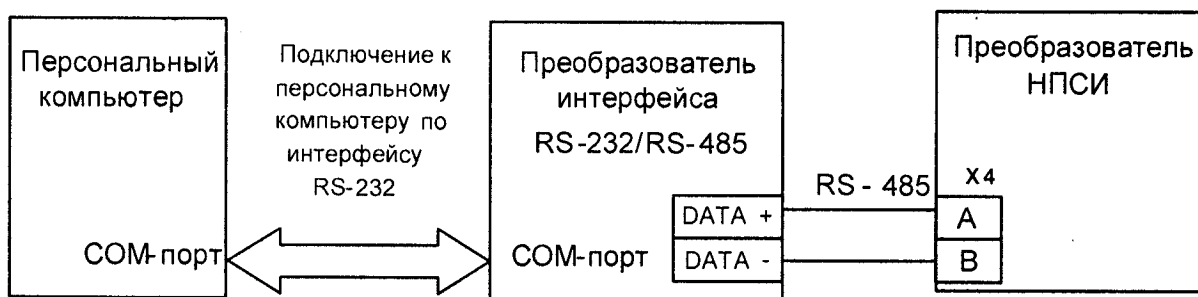 Персональный
компьютер
COM-порт
Подключение к
персональному
компьютеру по
интерфейсу
RS-232
Преобразователь
интерфейса
RS-232/RS-485
DATA +
COM-порт
DATA -
RS - 485
Преобразователь
НПСИ
X4
A
B